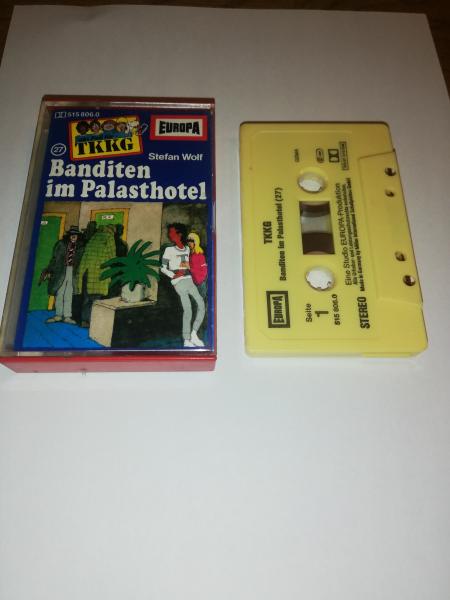 515 806.0
TKKG
EUROPA
27
Stefan Wolf
Banditen
im Palasthotel
TKKG
Banditen im Palasthotel (27)
Eine Studio EUROPA-Produktion
EUROPA
Seite
1
515 806.0
STEREO